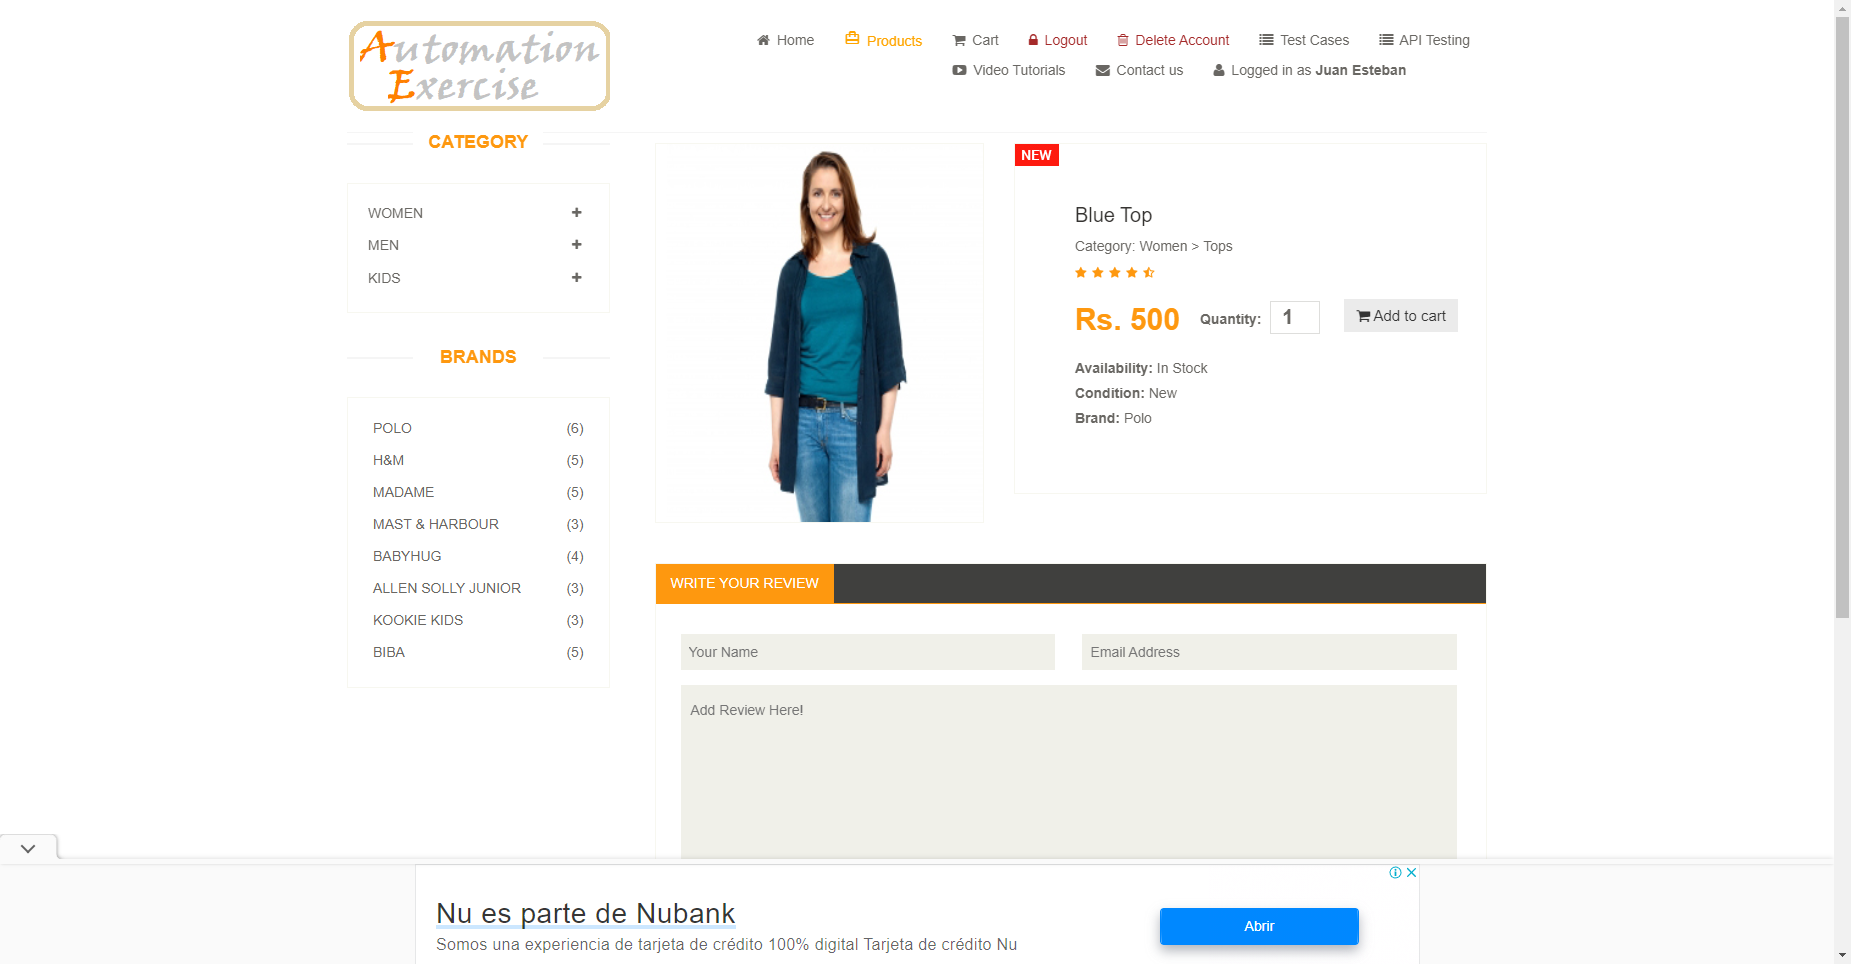 Automation
Exercise
Home
Products
Cart
Logout
Delete Account
Test Cases
API Testing
Video Tutorials
Contact us
Logged in as Juan Esteban
CATEGORY
WOMEN
MEN
KIDS
BRANDS
POLO (6)
H&M (5)
MADAME (5)
MAST & HARBOUR (3)
BABYHUG (4)
ALLEN SOLLY JUNIOR (3)
KOOKIE KIDS (3)
BIBA (5)
NEW
Blue Top
Category: Women > Tops
Rs. 500 Quantity: 1 Add to cart
Availability: In Stock
Condition: New
Brand: Polo
WRITE YOUR REVIEW
Your Name
Email Address
Add Review Here!
Nu es parte de Nubank
Somos una experiencia de tarjeta de crédito 100% digital Tarjeta de crédito Nu
Abrir